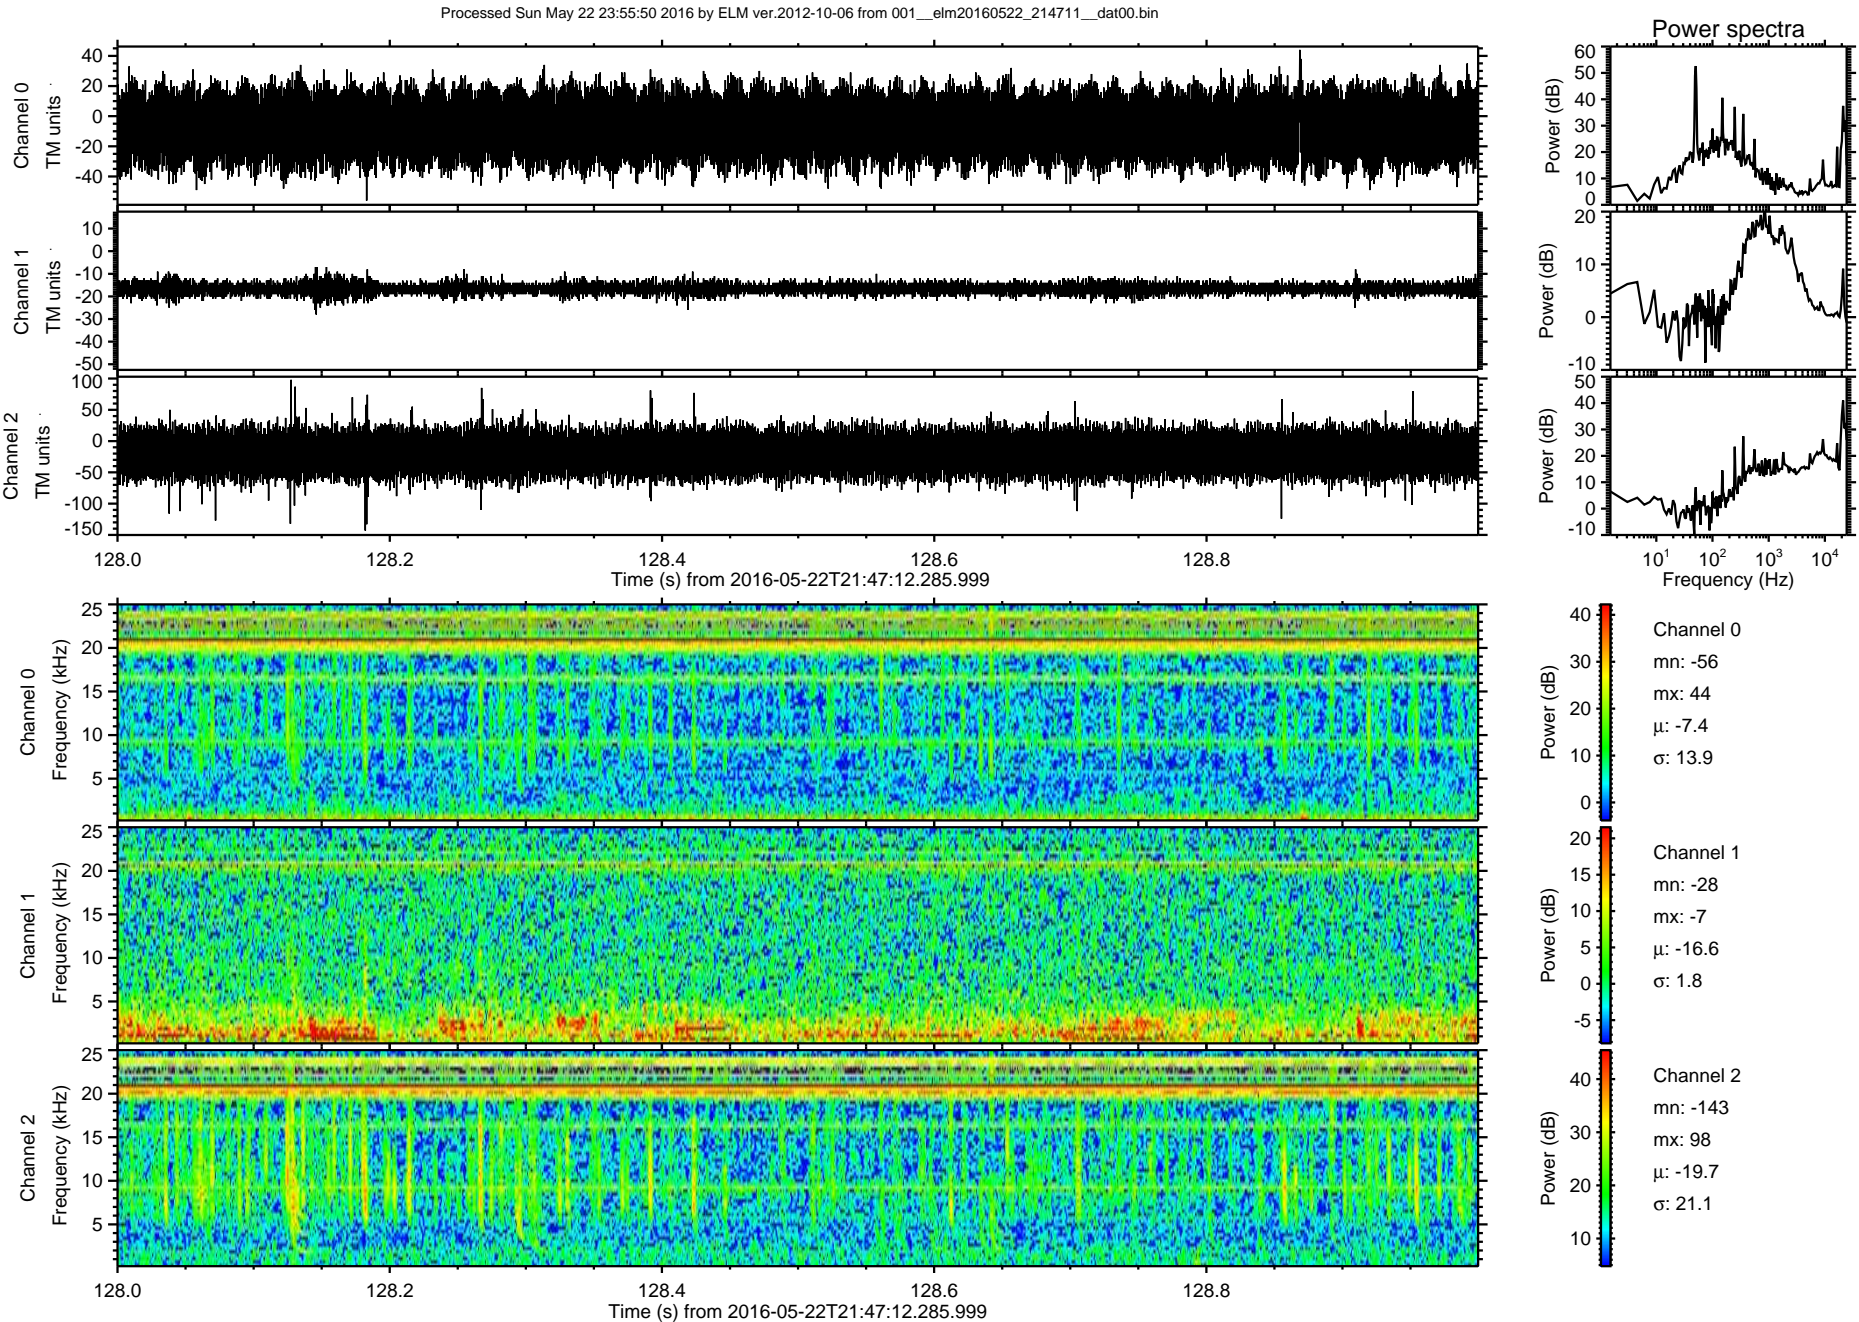 Processed Sun May 22 23:55:50 2016 by ELM ver.2012-10-06 from 001__elm20160522_214711__dat00.bin
Power spectra
Channel 0
TM units
40
20
0
-20
-40
Power (dB)
60
50
40
30
20
10
0
Channel 1
TM units
10
0
-10
-20
-30
-40
-50
Power (dB)
20
10
0
-10
Channel 2
TM units
100
50
0
-50
-100
-150
Power (dB)
50
40
30
20
10
0
-10
128.0 128.2 128.4 128.6 128.8
Time (s) from 2016-05-22T21:47:12.285.999
10¹ 10² 10³ 10⁴
Frequency (Hz)
Channel 0
Frequency (kHz)
25
20
15
10
5
Power (dB)
40
30
20
10
0
Channel 0
mn: -56
mx: 44
μ: -7.4
σ: 13.9
Channel 1
Frequency (kHz)
25
20
15
10
5
Power (dB)
20
15
10
5
0
-5
Channel 1
mn: -28
mx: -7
μ: -16.6
σ: 1.8
Channel 2
Frequency (kHz)
25
20
15
10
5
Power (dB)
40
30
20
10
Channel 2
mn: -143
mx: 98
μ: -19.7
σ: 21.1
128.0 128.2 128.4 128.6 128.8
Time (s) from 2016-05-22T21:47:12.285.999